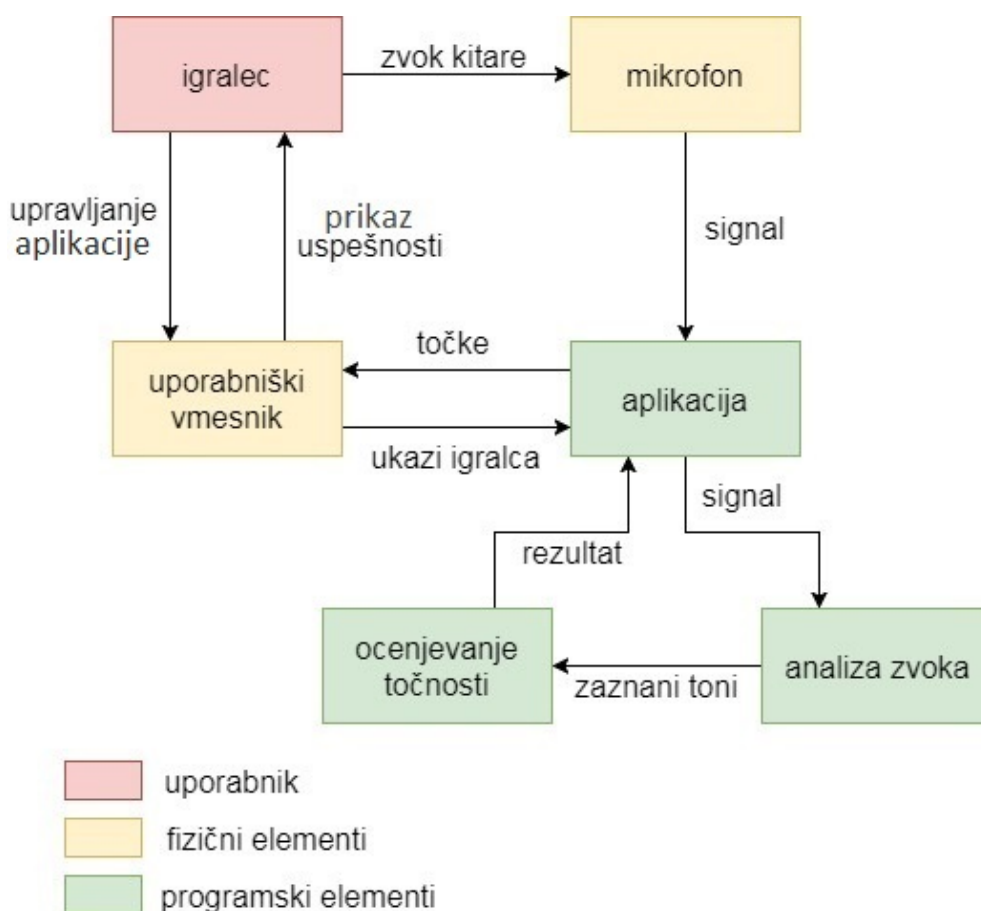 igralec
zvok kitare
mikrofon
upravljanje
aplikacije
prikaz
uspešnosti
signal
uporabniški
vmesnik
točke
ukazi igralca
aplikacija
signal
rezultat
ocenjevanje
točnosti
zaznani toni
analiza zvoka
uporabnik
fizični elementi
programski elementi